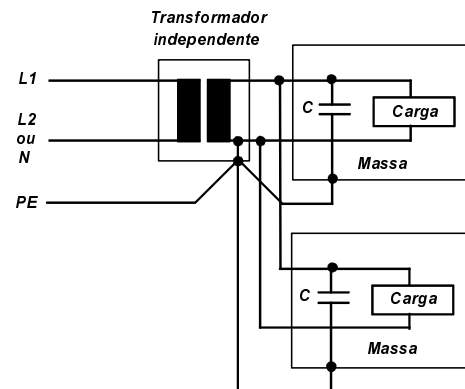 Transformador
independente
L1
L2
ou
N
PE
C
Carga
Massa
C
Carga
Massa